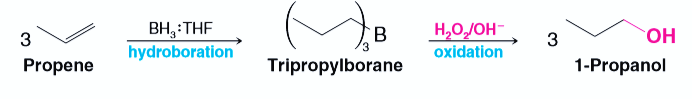 3
Propene
BH₃:THF
hydroboration
3
B
Tripropylborane
H₂O₂/OH⁻
oxidation
3
OH
1-Propanol